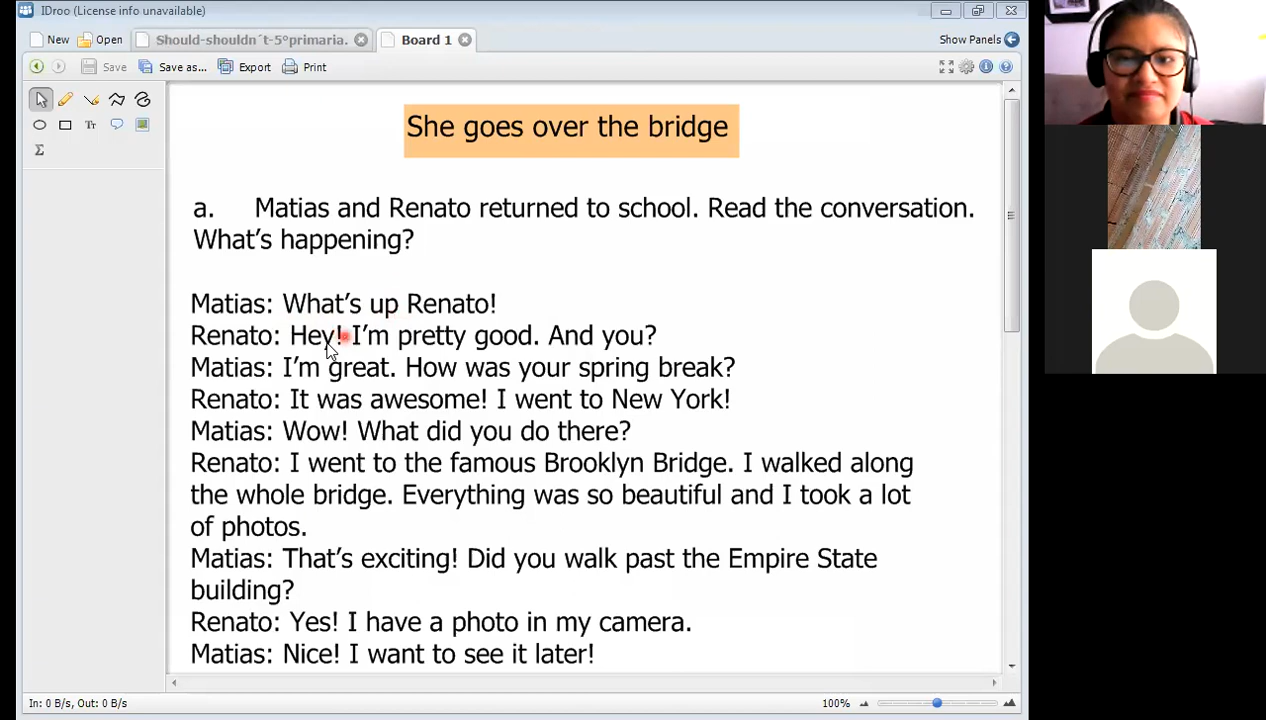 IDroo (License info unavailable)
New Open Should-shouldn´t-5°primaria. Board 1 Show Panels
Save Save as... Export Print
She goes over the bridge
a. Matias and Renato returned to school. Read the conversation.
What's happening?
Matias: What's up Renato!
Renato: Hey! I'm pretty good. And you?
Matias: I'm great. How was your spring break?
Renato: It was awesome! I went to New York!
Matias: Wow! What did you do there?
Renato: I went to the famous Brooklyn Bridge. I walked along
the whole bridge. Everything was so beautiful and I took a lot
of photos.
Matias: That's exciting! Did you walk past the Empire State
building?
Renato: Yes! I have a photo in my camera.
Matias: Nice! I want to see it later!
Tr
Σ
In: 0 B/s, Out: 0 B/s 100%